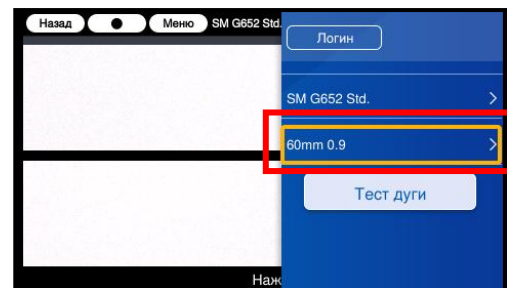 Назад ● Меню SM G652 Std.
Логин
SM G652 Std. >
60mm 0.9 >
Тест дуги
Наж